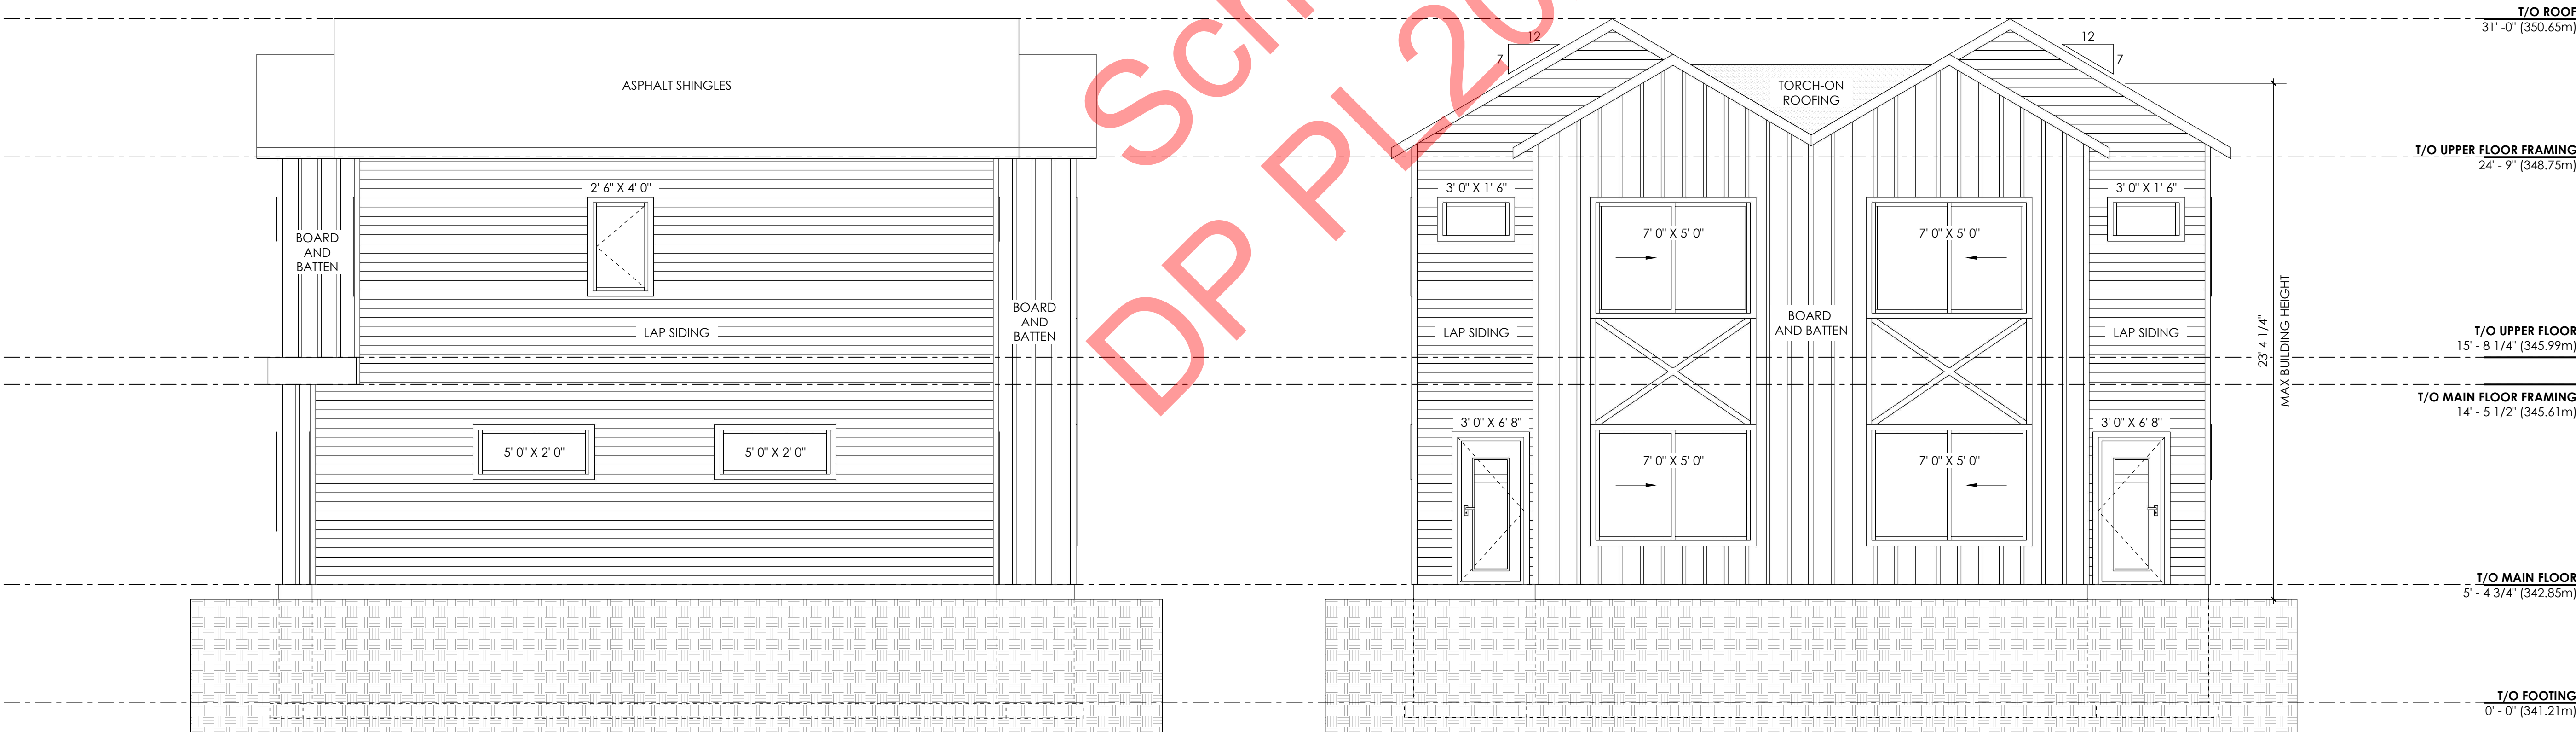 Sch
DP PL20
T/O ROOF
31' -0" (350.65m)
12
7
12
7
ASPHALT SHINGLES
TORCH-ON
ROOFING
T/O UPPER FLOOR FRAMING
24' - 9" (348.75m)
2' 6" X 4' 0"
3' 0" X 1' 6"
3' 0" X 1' 6"
BOARD
AND
BATTEN
7' 0" X 5' 0"
7' 0" X 5' 0"
BOARD
AND
BATTEN
LAP SIDING
LAP SIDING
BOARD
AND BATTEN
LAP SIDING
23' 4 1/4"
MAX BUILDING HEIGHT
T/O UPPER FLOOR
15' - 8 1/4" (345.99m)
T/O MAIN FLOOR FRAMING
14' - 5 1/2" (345.61m)
3' 0" X 6' 8"
3' 0" X 6' 8"
5' 0" X 2' 0"
5' 0" X 2' 0"
7' 0" X 5' 0"
7' 0" X 5' 0"
T/O MAIN FLOOR
5' - 4 3/4" (342.85m)
T/O FOOTING
0' - 0" (341.21m)